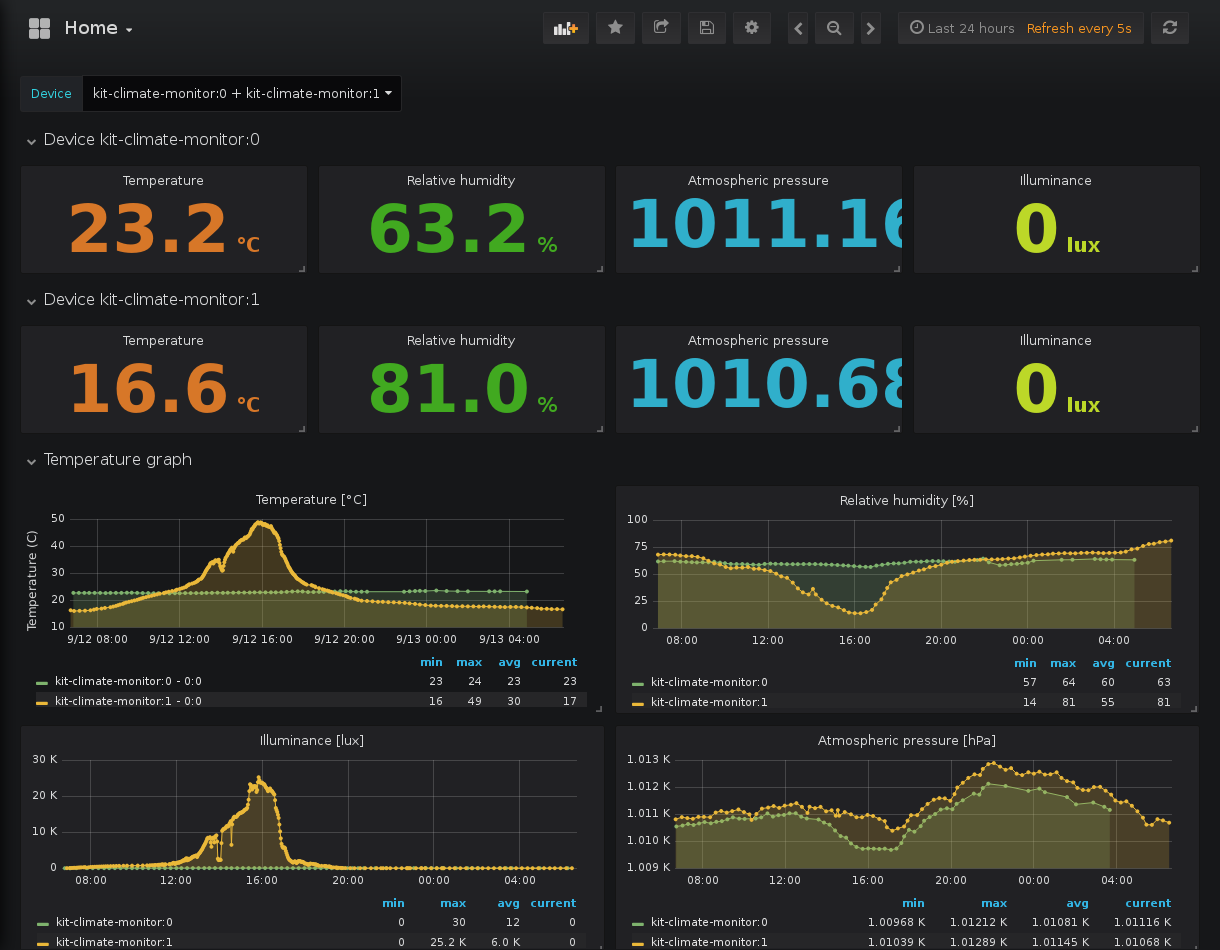 Home
Last 24 hours Refresh every 5s
Device kit-climate-monitor:0 + kit-climate-monitor:1
Device kit-climate-monitor:0
Temperature Relative humidity Atmospheric pressure Illuminance
23.2 °C 63.2 % 1011.16 0 lux
Device kit-climate-monitor:1
Temperature Relative humidity Atmospheric pressure Illuminance
16.6 °C 81.0 % 1010.68 0 lux
Temperature graph
Temperature [°C]
Temperature (C)
50
40
30
20
10
9/12 08:00 9/12 12:00 9/12 16:00 9/12 20:00 9/13 00:00 9/13 04:00
min max avg current
kit-climate-monitor:0 - 0:0 23 24 23 23
kit-climate-monitor:1 - 0:0 16 49 30 17
Relative humidity [%]
100
75
50
25
0
08:00 12:00 16:00 20:00 00:00 04:00
min max avg current
kit-climate-monitor:0 57 64 60 63
kit-climate-monitor:1 14 81 55 81
Illuminance [lux]
30 K
20 K
10 K
0
08:00 12:00 16:00 20:00 00:00 04:00
min max avg current
kit-climate-monitor:0 0 30 12 0
kit-climate-monitor:1 0 25.2 K 6.0 K 0
Atmospheric pressure [hPa]
1.013 K
1.012 K
1.011 K
1.010 K
1.009 K
08:00 12:00 16:00 20:00 00:00 04:00
min max avg current
kit-climate-monitor:0 1.00968 K 1.01212 K 1.01081 K 1.01116 K
kit-climate-monitor:1 1.01039 K 1.01289 K 1.01145 K 1.01068 K